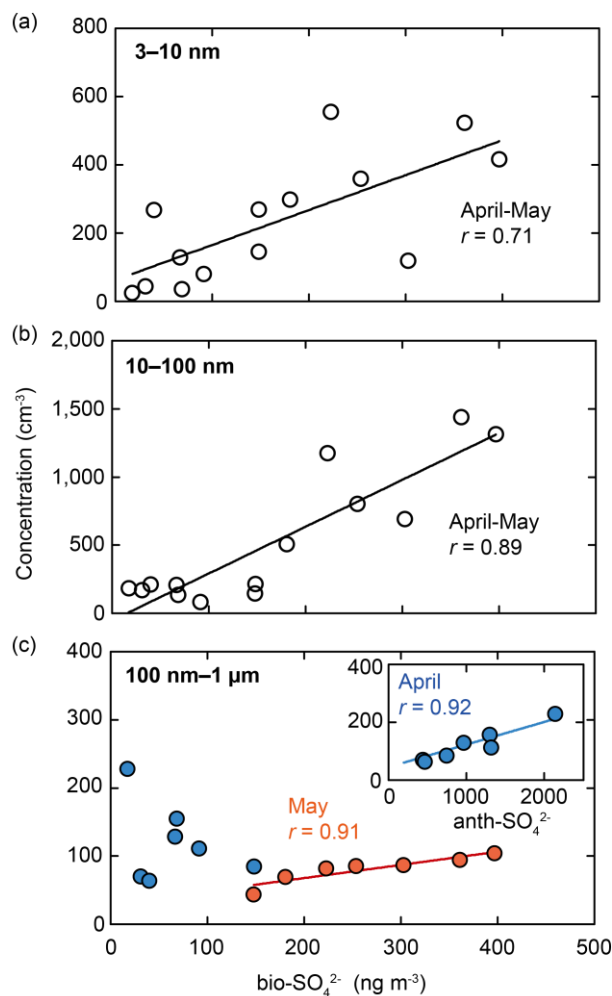 (a)
800
3–10 nm
600
400
200
0
April-May
r = 0.71
(b)
2,000
10–100 nm
1,500
1,000
500
0
Concentration (cm⁻³)
April-May
r = 0.89
(c)
400
100 nm–1 µm
300
200
100
0
April
r = 0.92
400
200
0
0
1000
2000
anth-SO₄²⁻
May
r = 0.91
0
100
200
300
400
500
bio-SO₄²⁻ (ng m⁻³)